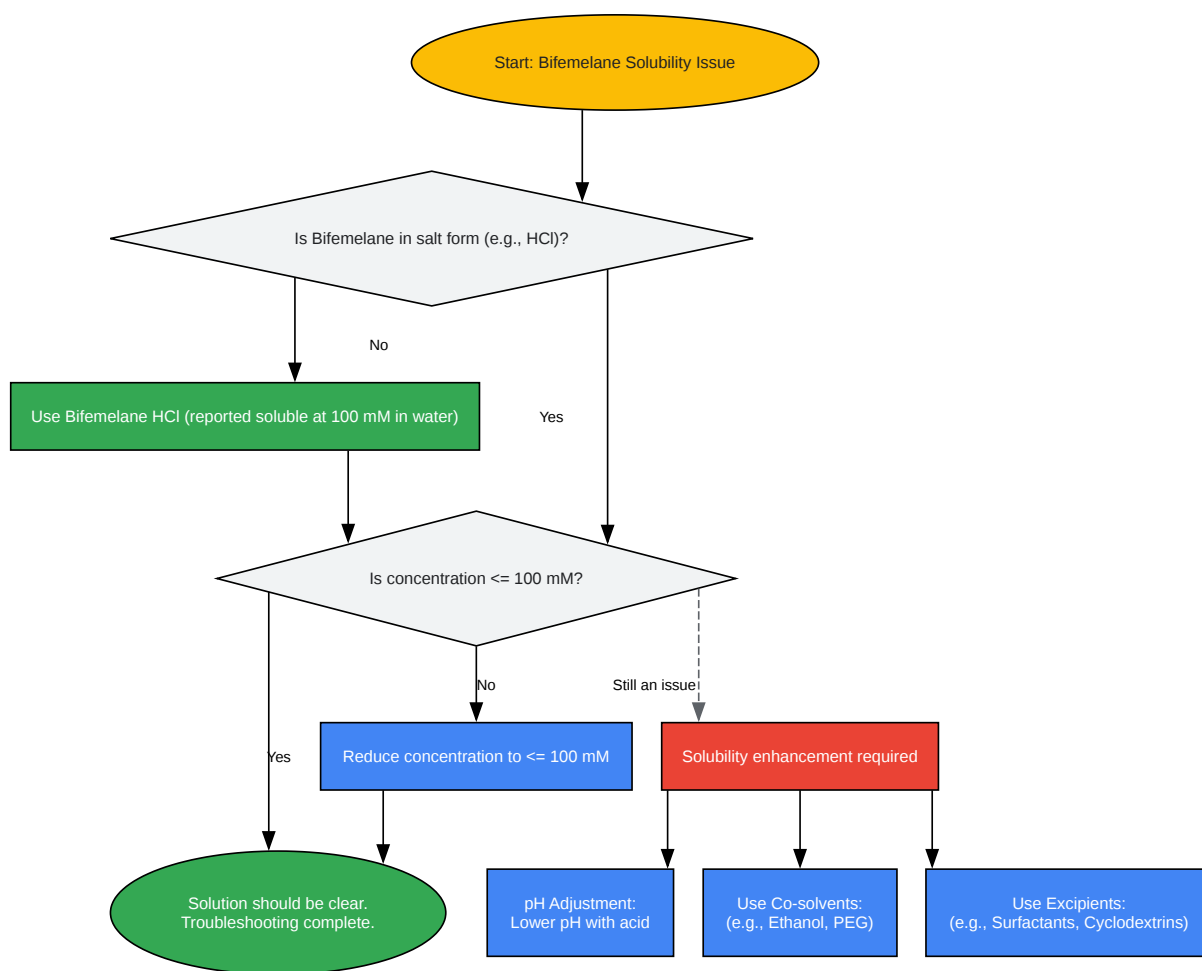 Start: Bifemelane Solubility Issue
Is Bifemelane in salt form (e.g., HCl)?
No
Use Bifemelane HCl (reported soluble at 100 mM in water)
Yes
Is concentration <= 100 mM?
No
Still an issue
Yes
Reduce concentration to <= 100 mM
Solubility enhancement required
Solution should be clear.
Troubleshooting complete.
pH Adjustment:
Lower pH with acid
Use Co-solvents:
(e.g., Ethanol, PEG)
Use Excipients:
(e.g., Surfactants, Cyclodextrins)